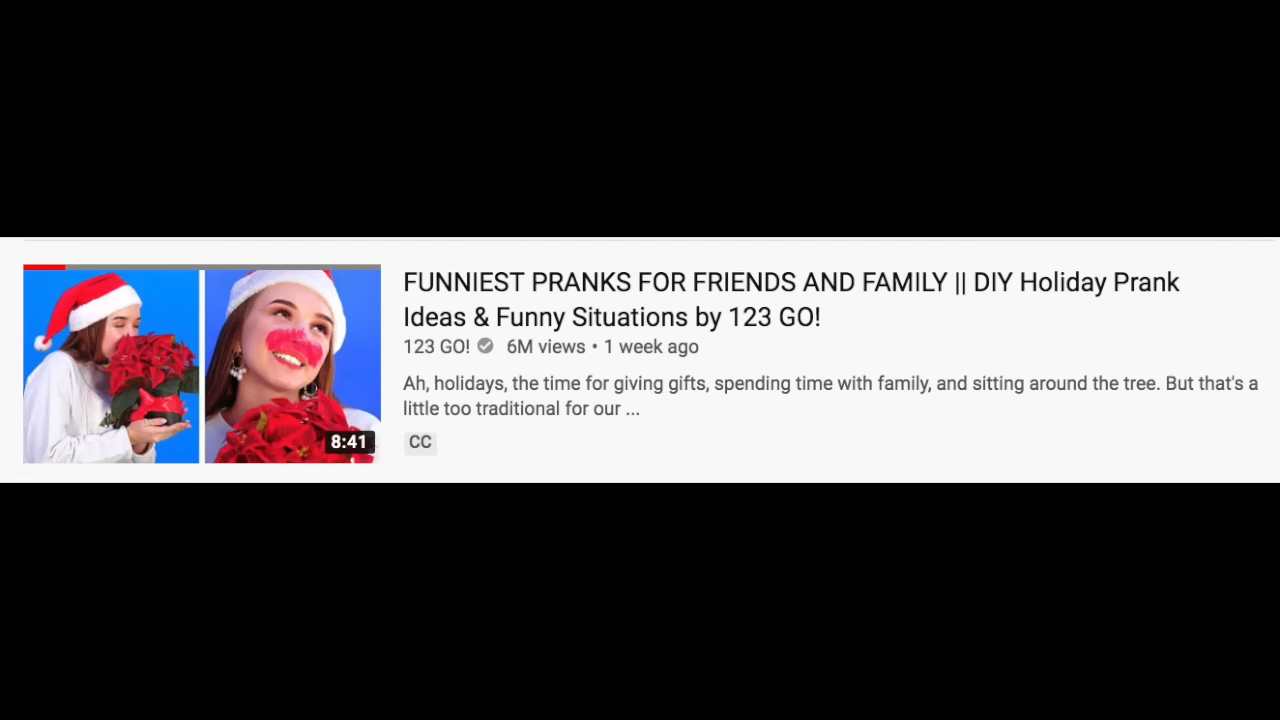 FUNNIEST PRANKS FOR FRIENDS AND FAMILY || DIY Holiday Prank
Ideas & Funny Situations by 123 GO!
123 GO! 6M views • 1 week ago
Ah, holidays, the time for giving gifts, spending time with family, and sitting around the tree. But that's a
little too traditional for our ...
8:41
CC